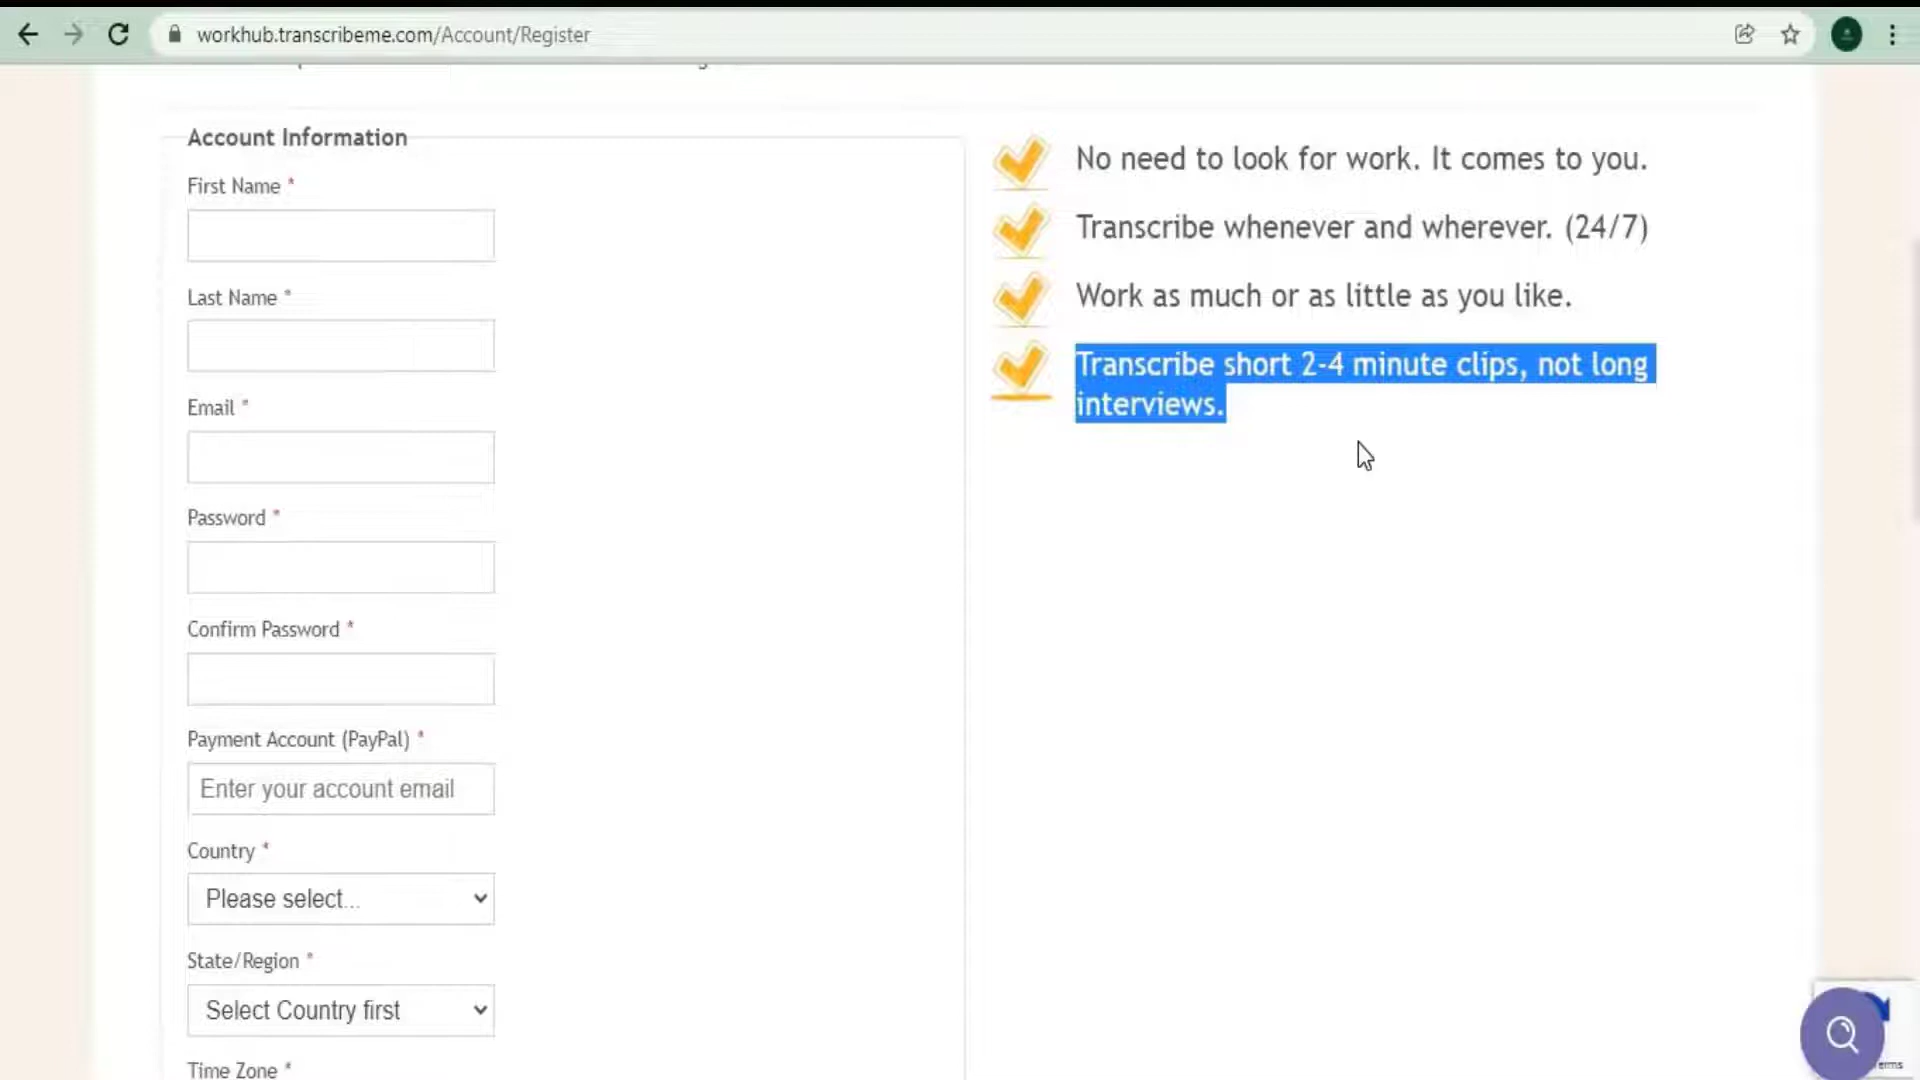 workhub.transcribeme.com/Account/Register
Account Information
First Name *
Last Name *
Email *
Password *
Confirm Password *
Payment Account (PayPal) *
Enter your account email
Country *
Please select...
State/Region *
Select Country first
Time Zone *
No need to look for work. It comes to you.
Transcribe whenever and wherever. (24/7)
Work as much or as little as you like.
Transcribe short 2-4 minute clips, not long
interviews.